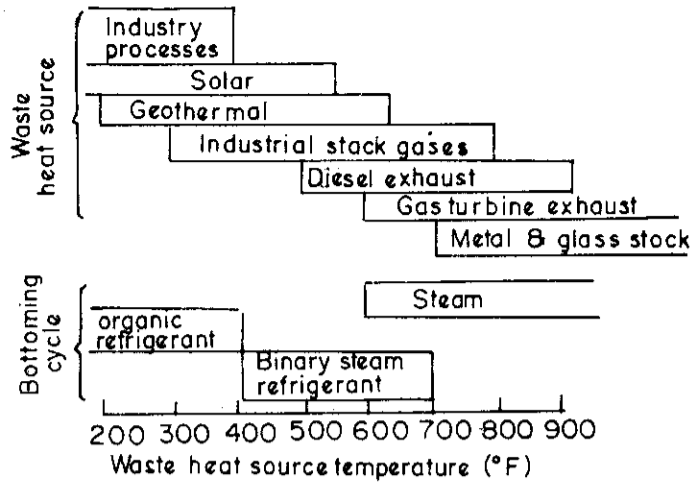 Waste
heat source
Industry
processes
Solar
Geothermal
Industrial stack gases
Diesel exhaust
Gas turbine exhaust
Metal & glass stock
Bottoming
cycle
Steam
organic
refrigerant
Binary steam
refrigerant
200 300 400 500 600 700 800 900
Waste heat source temperature (°F)